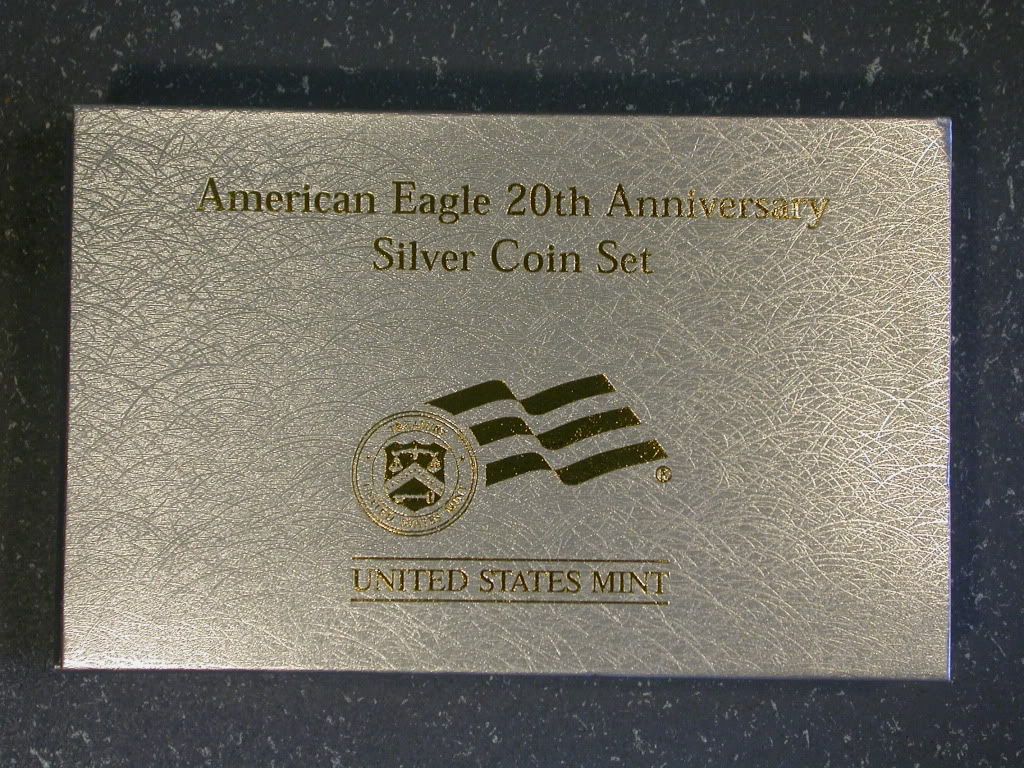 American Eagle 20th Anniversary
Silver Coin Set
®
UNITED STATES MINT